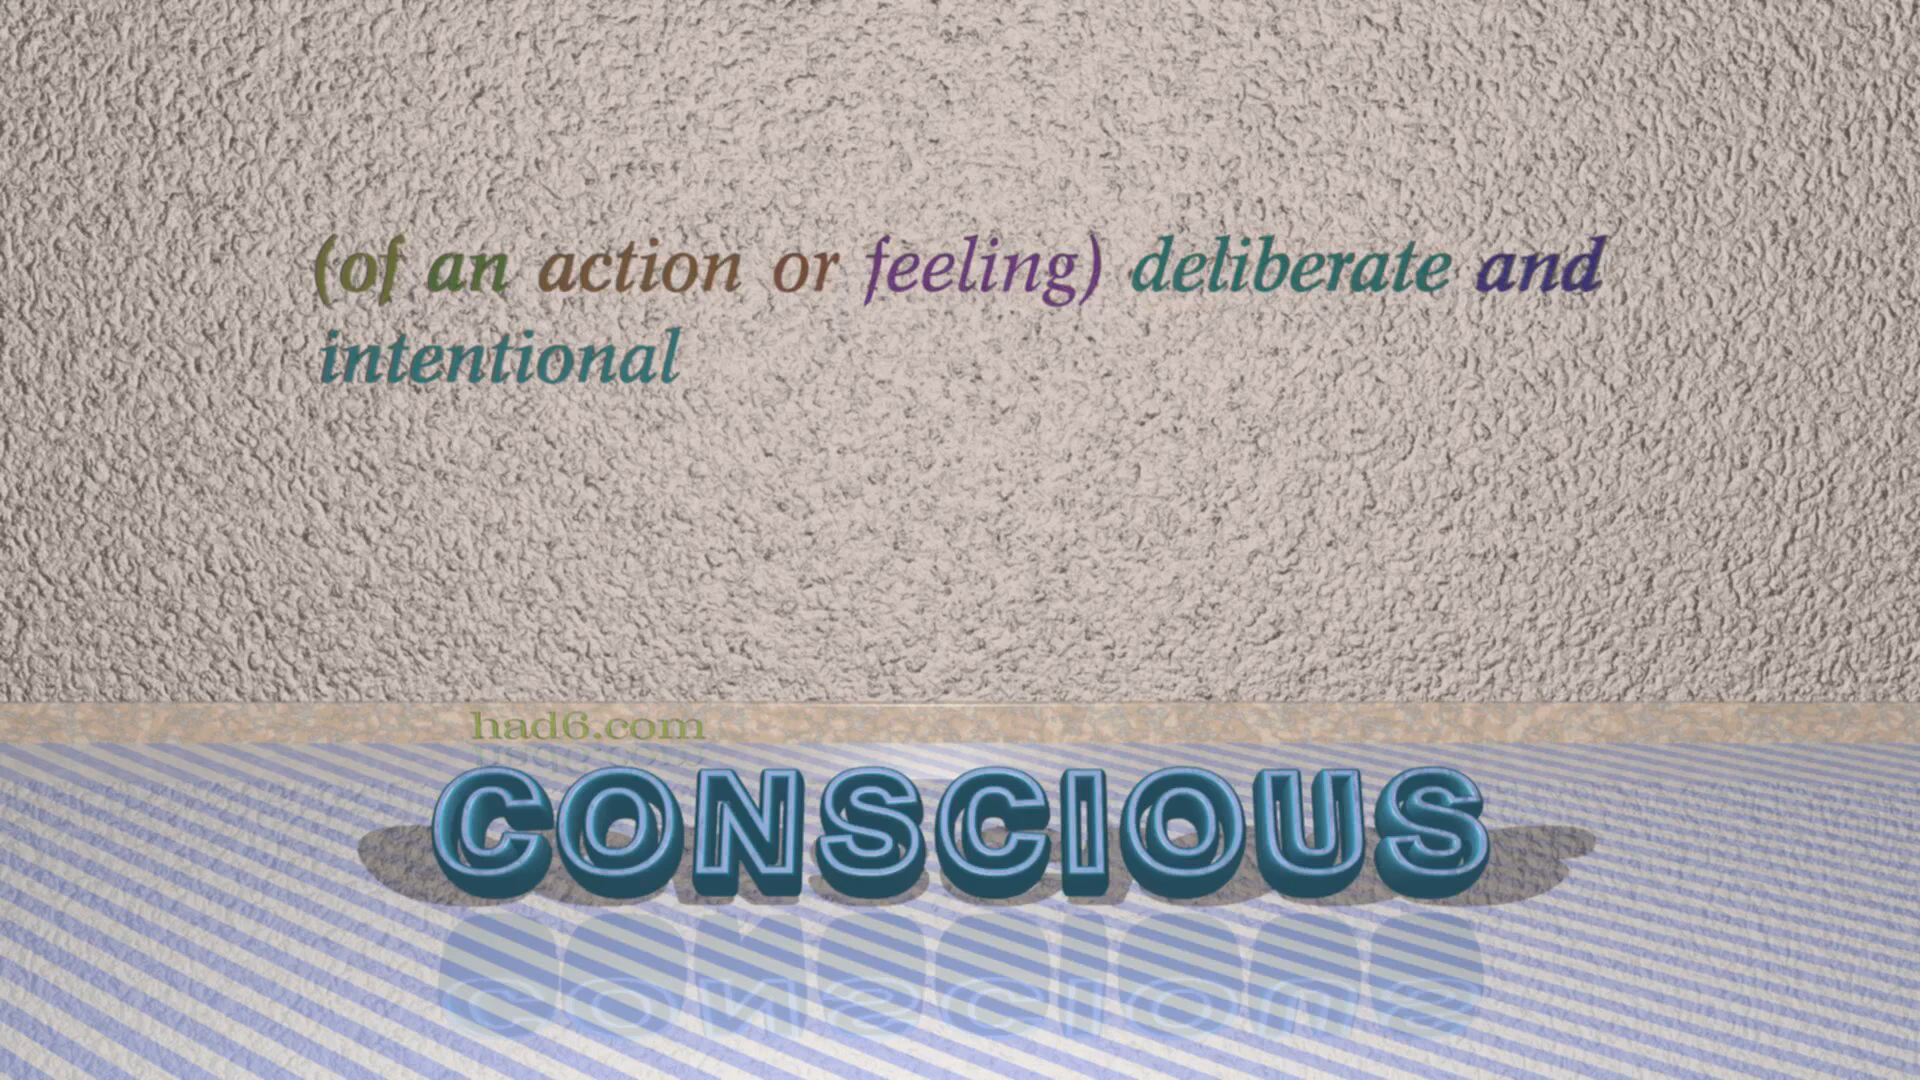 (of an action or feeling) deliberate and
intentional
had6.com
CONSCIOUS